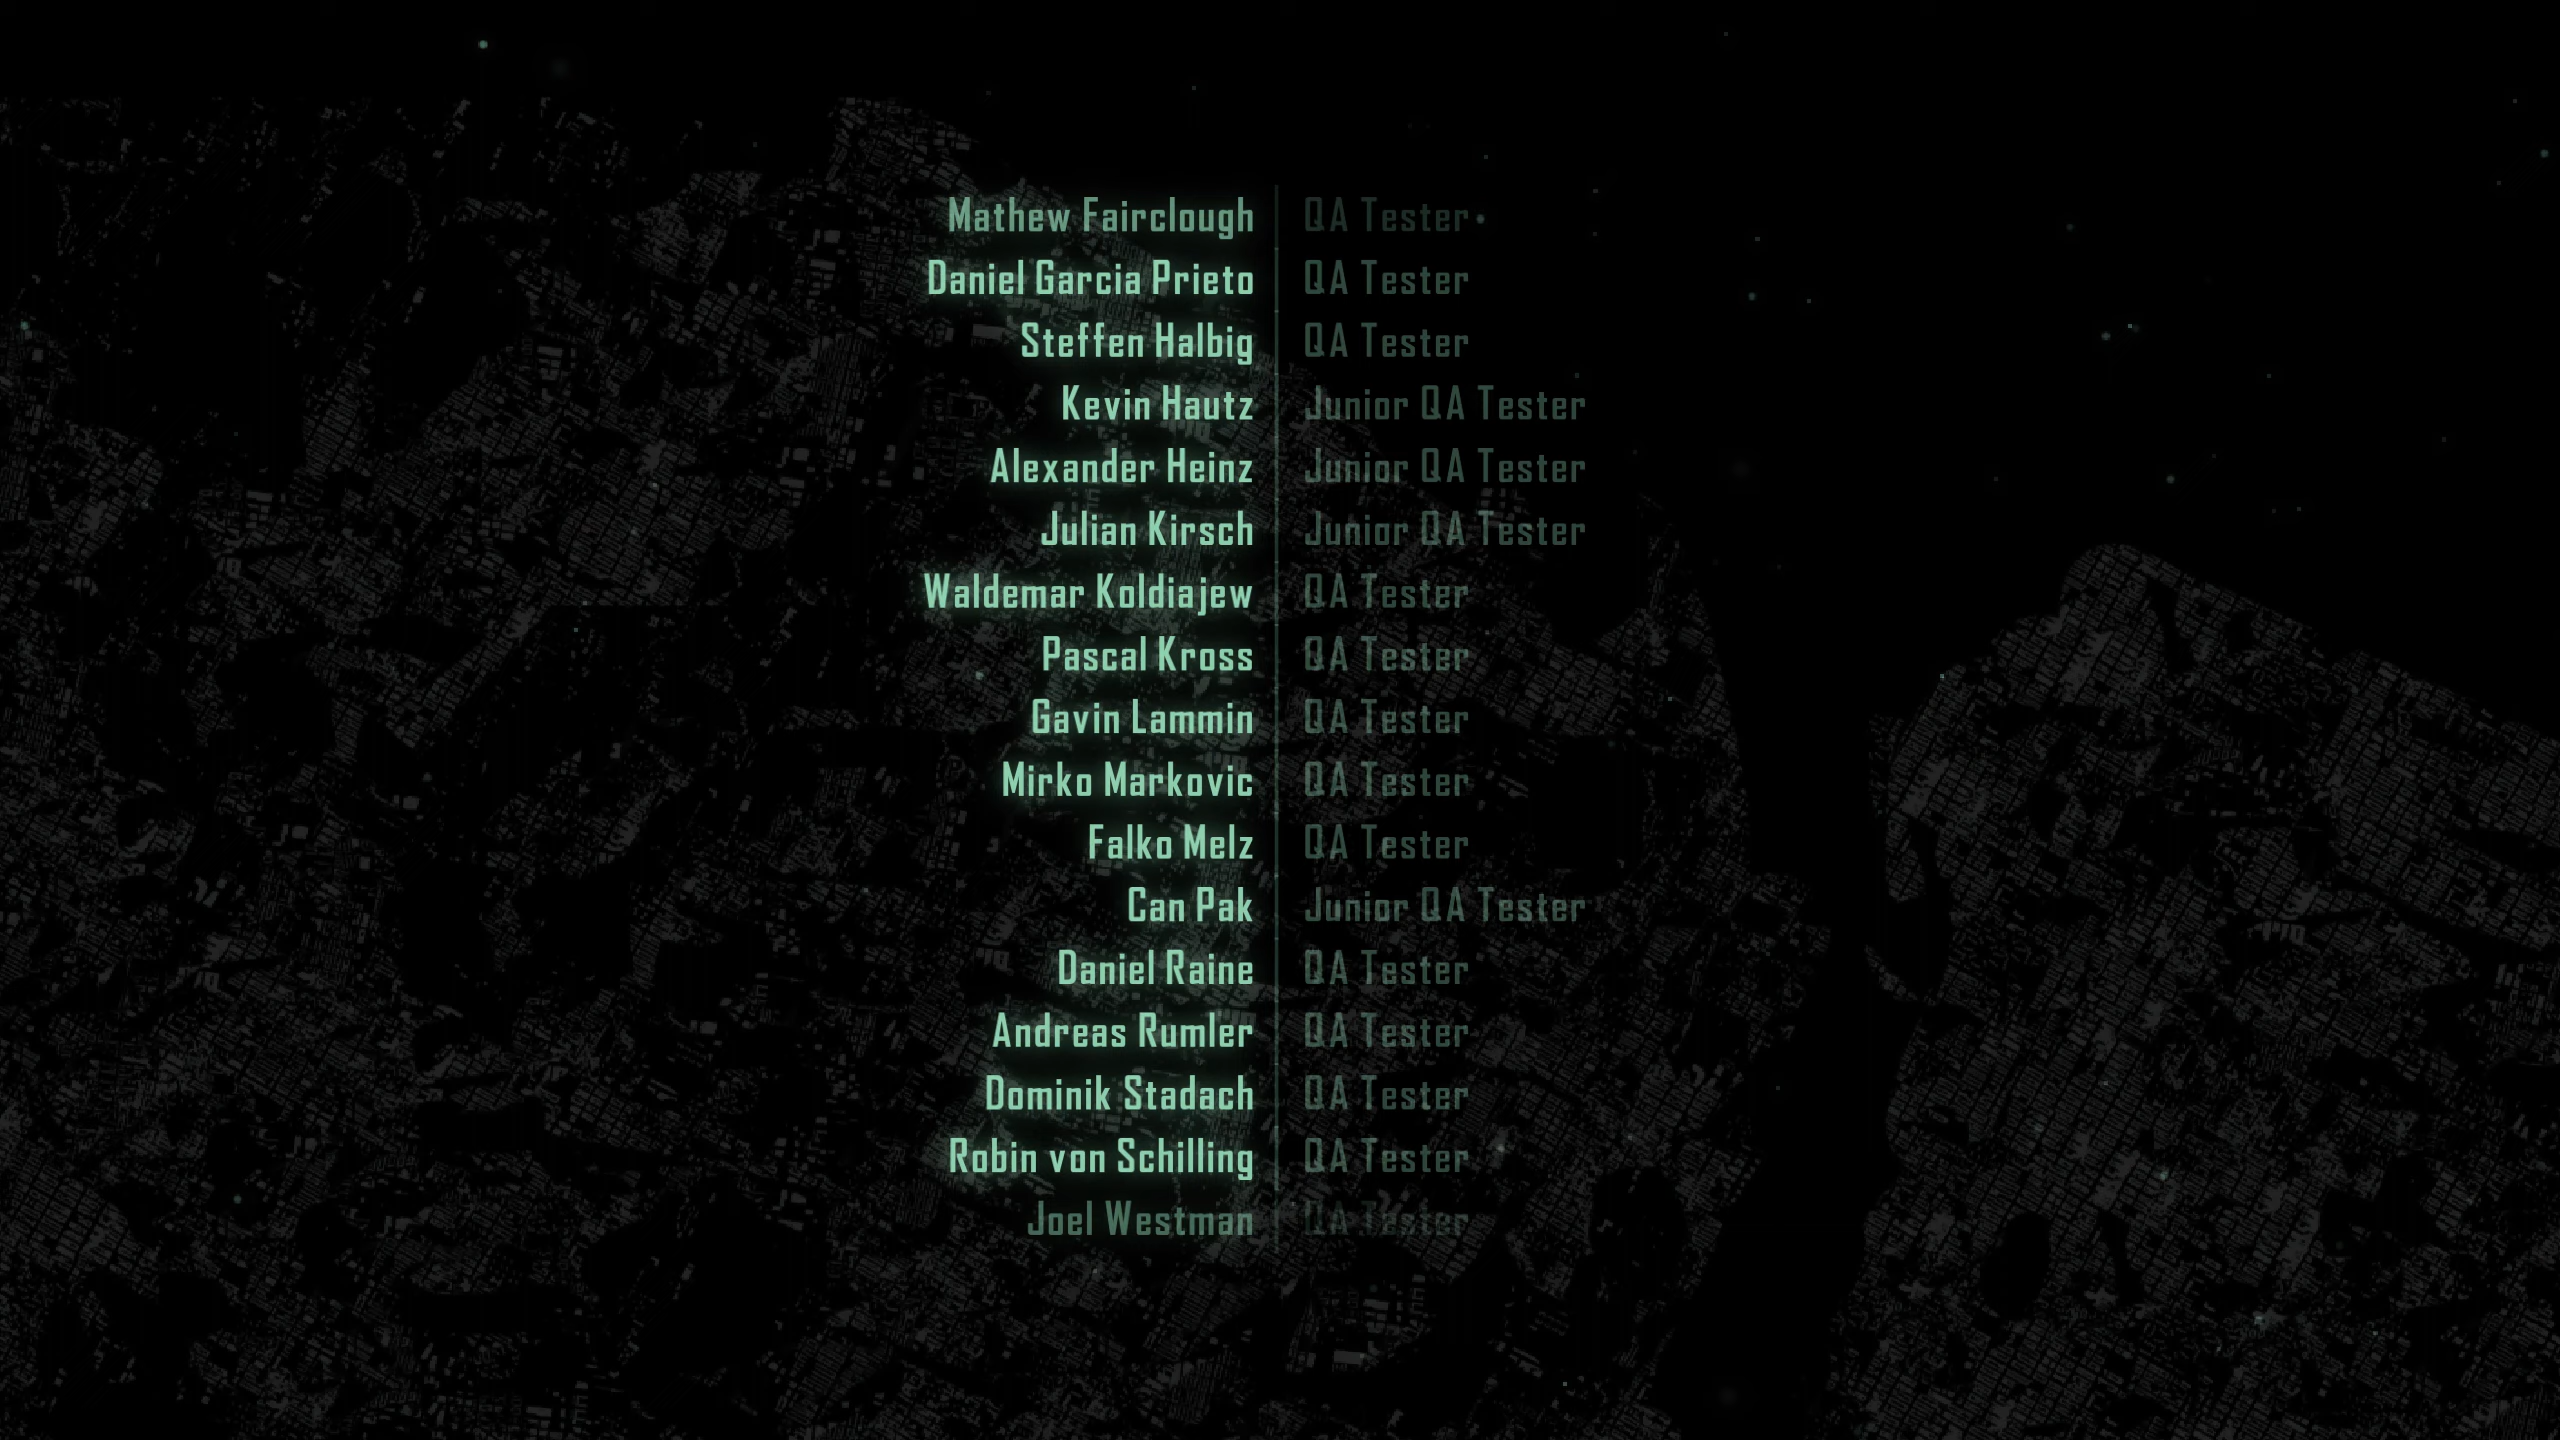 Mathew Fairclough QA Tester
Daniel Garcia Prieto QA Tester
Steffen Halbig QA Tester
Kevin Hautz Junior QA Tester
Alexander Heinz Junior QA Tester
Julian Kirsch Junior QA Tester
Waldemar Koldiajew QA Tester
Pascal Kross QA Tester
Gavin Lammin QA Tester
Mirko Markovic QA Tester
Falko Melz QA Tester
Can Pak Junior QA Tester
Daniel Raine QA Tester
Andreas Rumler QA Tester
Dominik Stadach QA Tester
Robin von Schilling QA Tester
Joel Westman QA Tester